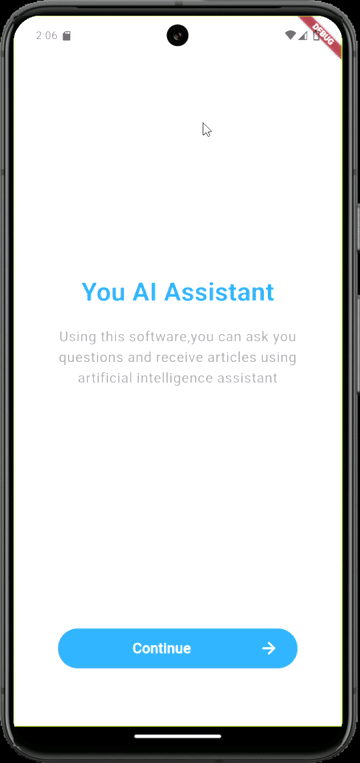 2:06
DEBUG
You AI Assistant
Using this software,you can ask you
questions and receive articles using
artificial intelligence assistant
Continue